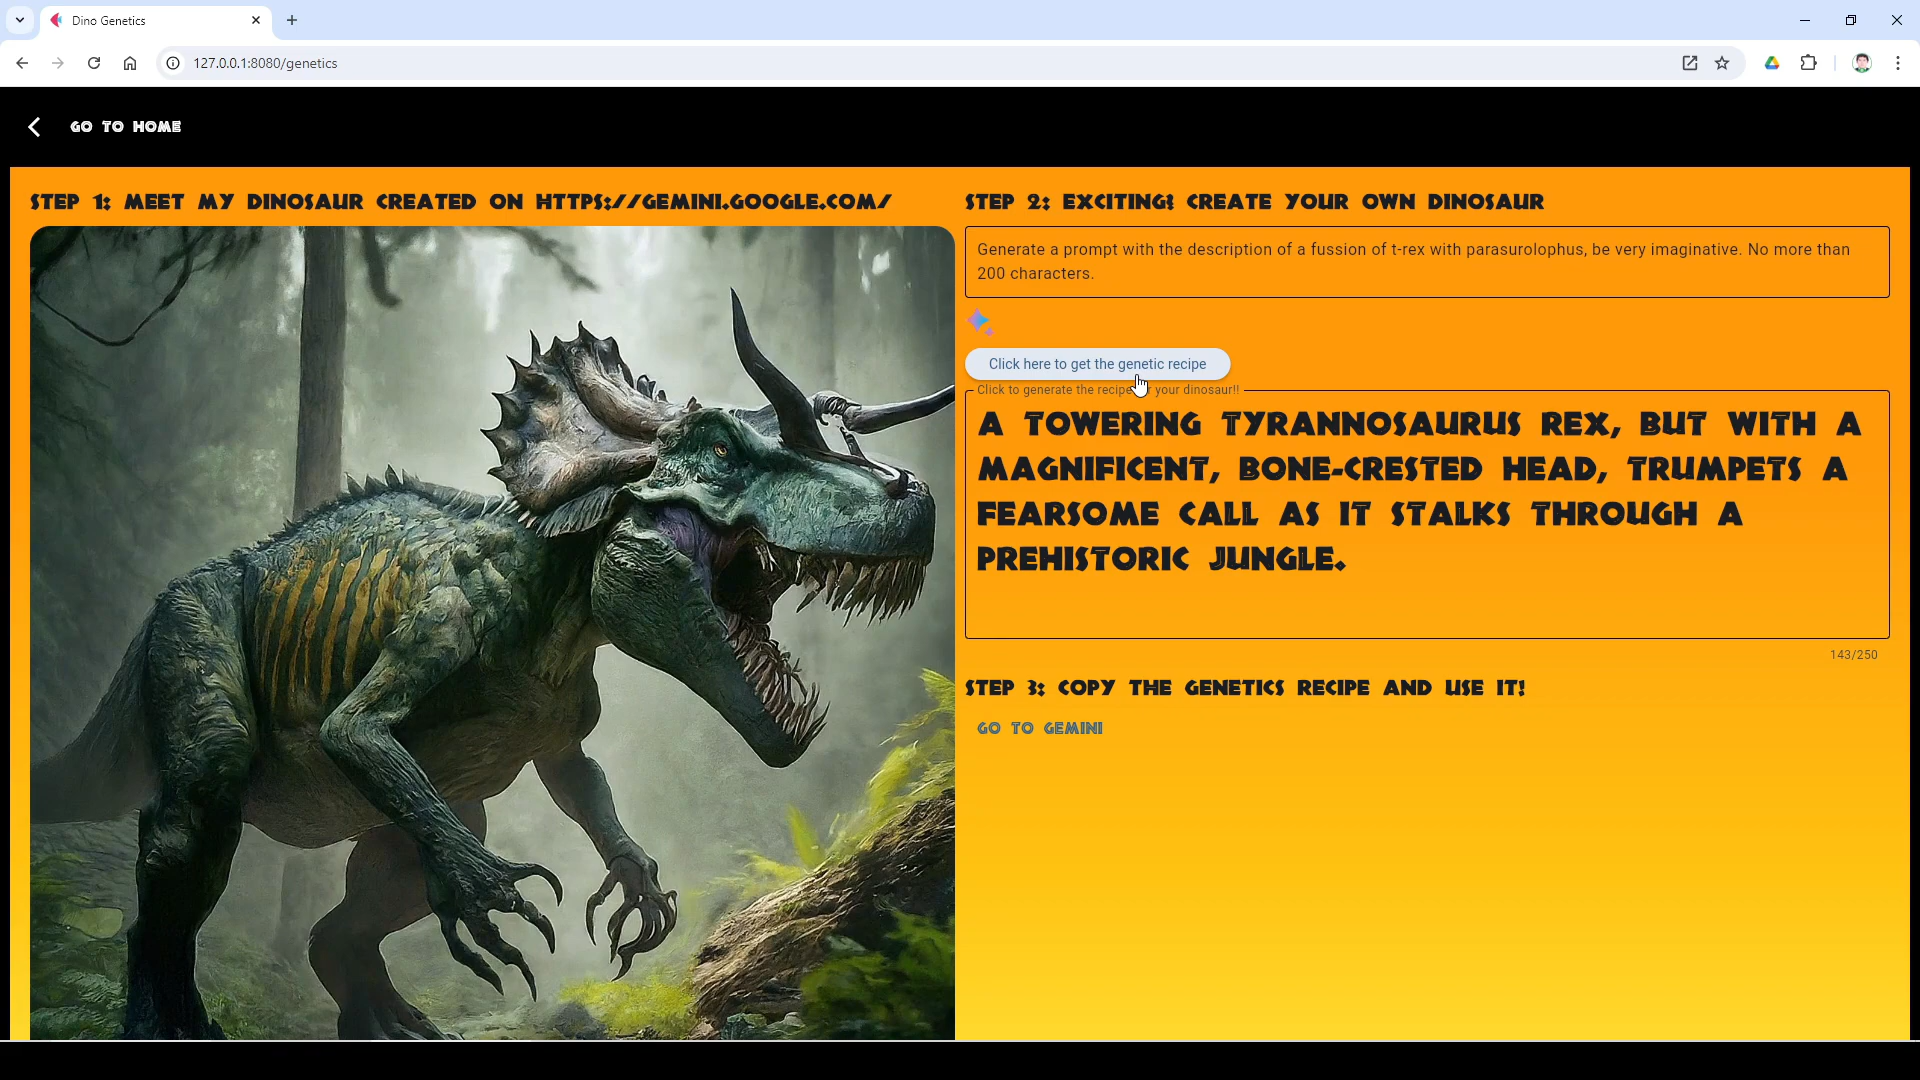 Dino Genetics
127.0.0.1:8080/genetics
GO TO HOME
STEP 1: MEET MY DINOSAUR CREATED ON HTTPS://GEMINI.GOOGLE.COM/
STEP 2: EXCITING! CREATE YOUR OWN DINOSAUR
Generate a prompt with the description of a fussion of t-rex with parasurolophus, be very imaginative. No more than
200 characters.
Click here to get the genetic recipe
Click to generate the recipe your dinosaur!!
A TOWERING TYRANNOSAURUS REX, BUT WITH A
MAGNIFICENT, BONE-CRESTED HEAD, TRUMPETS A
FEARSOME CALL AS IT STALKS THROUGH A
PREHISTORIC JUNGLE.
143/250
STEP 3: COPY THE GENETICS RECIPE AND USE IT!
GO TO GEMINI